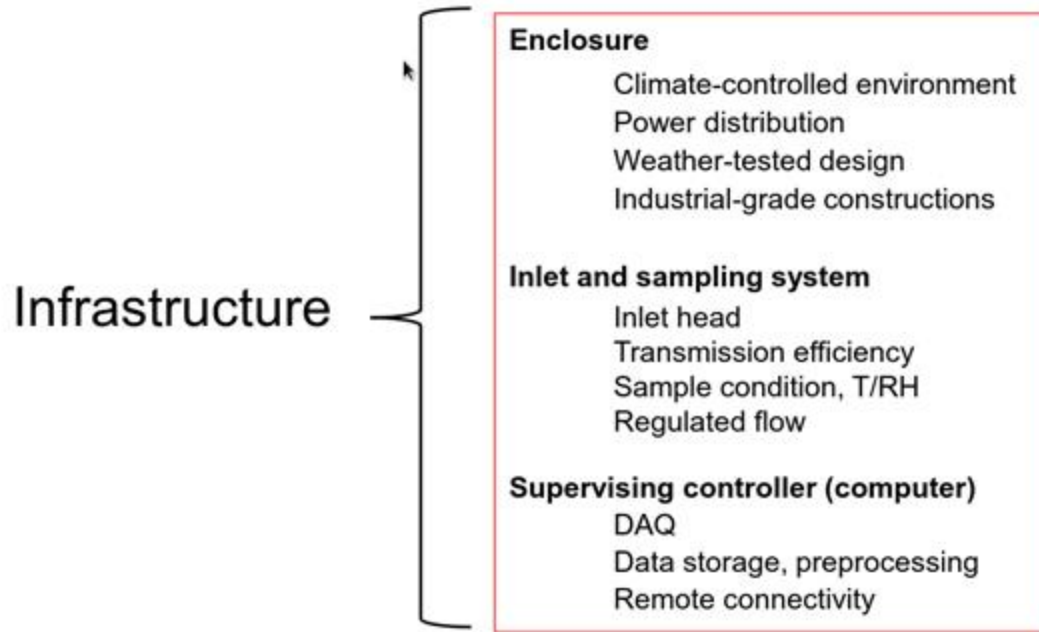 Infrastructure
Enclosure
Climate-controlled environment
Power distribution
Weather-tested design
Industrial-grade constructions
Inlet and sampling system
Inlet head
Transmission efficiency
Sample condition, T/RH
Regulated flow
Supervising controller (computer)
DAQ
Data storage, preprocessing
Remote connectivity